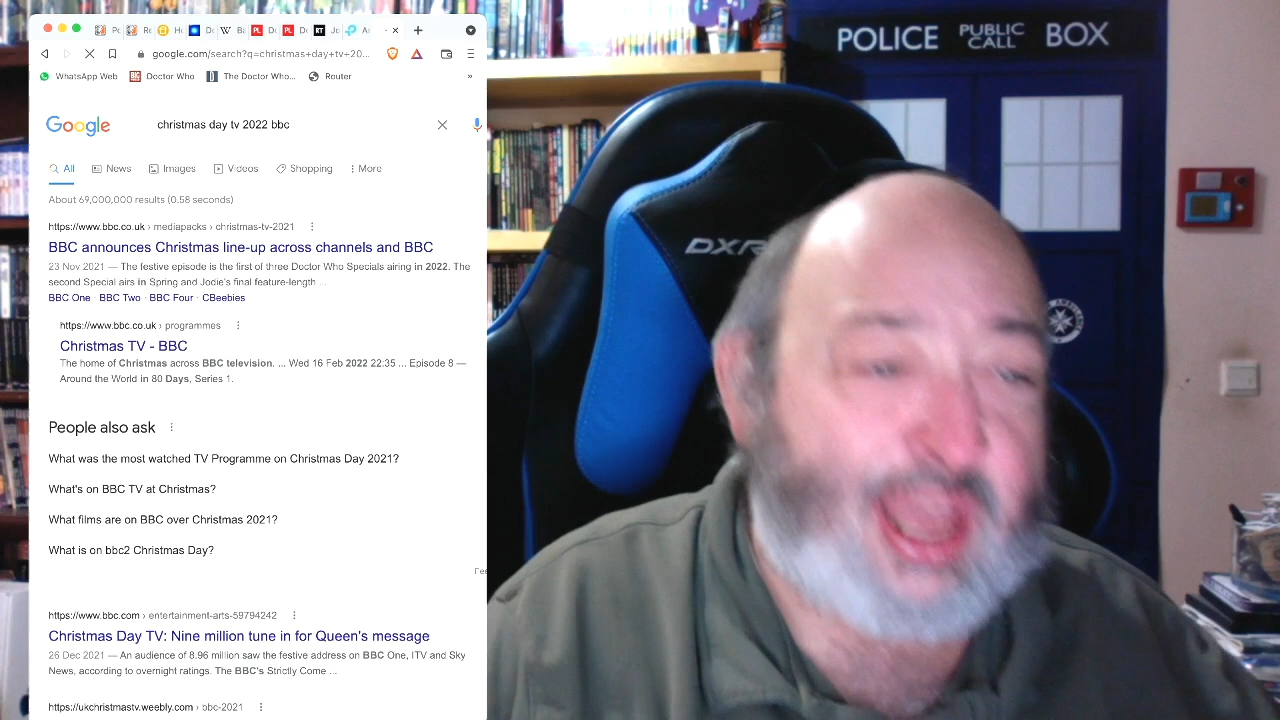 google.com/search?q=christmas+day+tv+20...
WhatsApp Web
Doctor Who
The Doctor Who...
Router
»
Google
christmas day tv 2022 bbc
All
News
Images
Videos
Shopping
More
About 69,000,000 results (0.58 seconds)
https://www.bbc.co.uk › mediapacks › christmas-tv-2021
BBC announces Christmas line-up across channels and BBC
23 Nov 2021 — The festive episode is the first of three Doctor Who Specials airing in 2022. The
second Special airs in Spring and Jodie's final feature-length ...
BBC One · BBC Two · BBC Four · CBeebies
https://www.bbc.co.uk › programmes
Christmas TV - BBC
The home of Christmas across BBC television. ... Wed 16 Feb 2022 22:35 ... Episode 8 —
Around the World in 80 Days, Series 1.
People also ask
What was the most watched TV Programme on Christmas Day 2021?
What's on BBC TV at Christmas?
What films are on BBC over Christmas 2021?
What is on bbc2 Christmas Day?
Fee
https://www.bbc.com › entertainment-arts-59794242
Christmas Day TV: Nine million tune in for Queen's message
26 Dec 2021 — An audience of 8.96 million saw the festive address on BBC One, ITV and Sky
News, according to overnight ratings. The BBC's Strictly Come ...
https://ukchristmastv.weebly.com › bbc-2021
POLICE PUBLIC CALL BOX
DXR